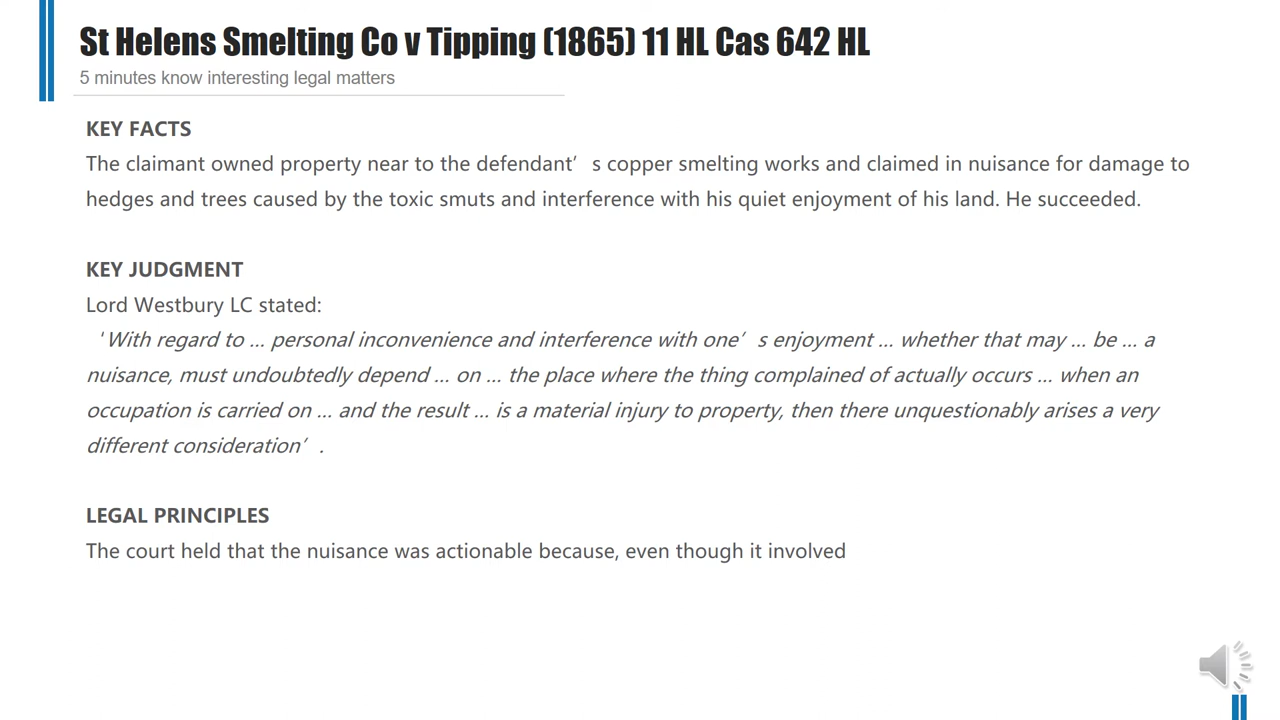 St Helens Smelting Co v Tipping (1865) 11 HL Cas 642 HL
5 minutes know interesting legal matters
KEY FACTS
The claimant owned property near to the defendant’ s copper smelting works and claimed in nuisance for damage to
hedges and trees caused by the toxic smuts and interference with his quiet enjoyment of his land. He succeeded.
KEY JUDGMENT
Lord Westbury LC stated:
‘With regard to … personal inconvenience and interference with one’ s enjoyment … whether that may … be … a
nuisance, must undoubtedly depend … on … the place where the thing complained of actually occurs … when an
occupation is carried on … and the result … is a material injury to property, then there unquestionably arises a very
different consideration’ .
LEGAL PRINCIPLES
The court held that the nuisance was actionable because, even though it involved